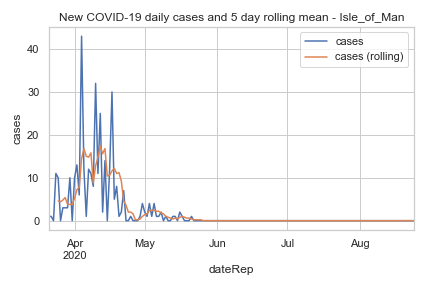 New COVID-19 daily cases and 5 day rolling mean - Isle_of_Man
cases
cases (rolling)
cases
40
30
20
10
0
Apr
2020
May
Jun
Jul
Aug
dateRep